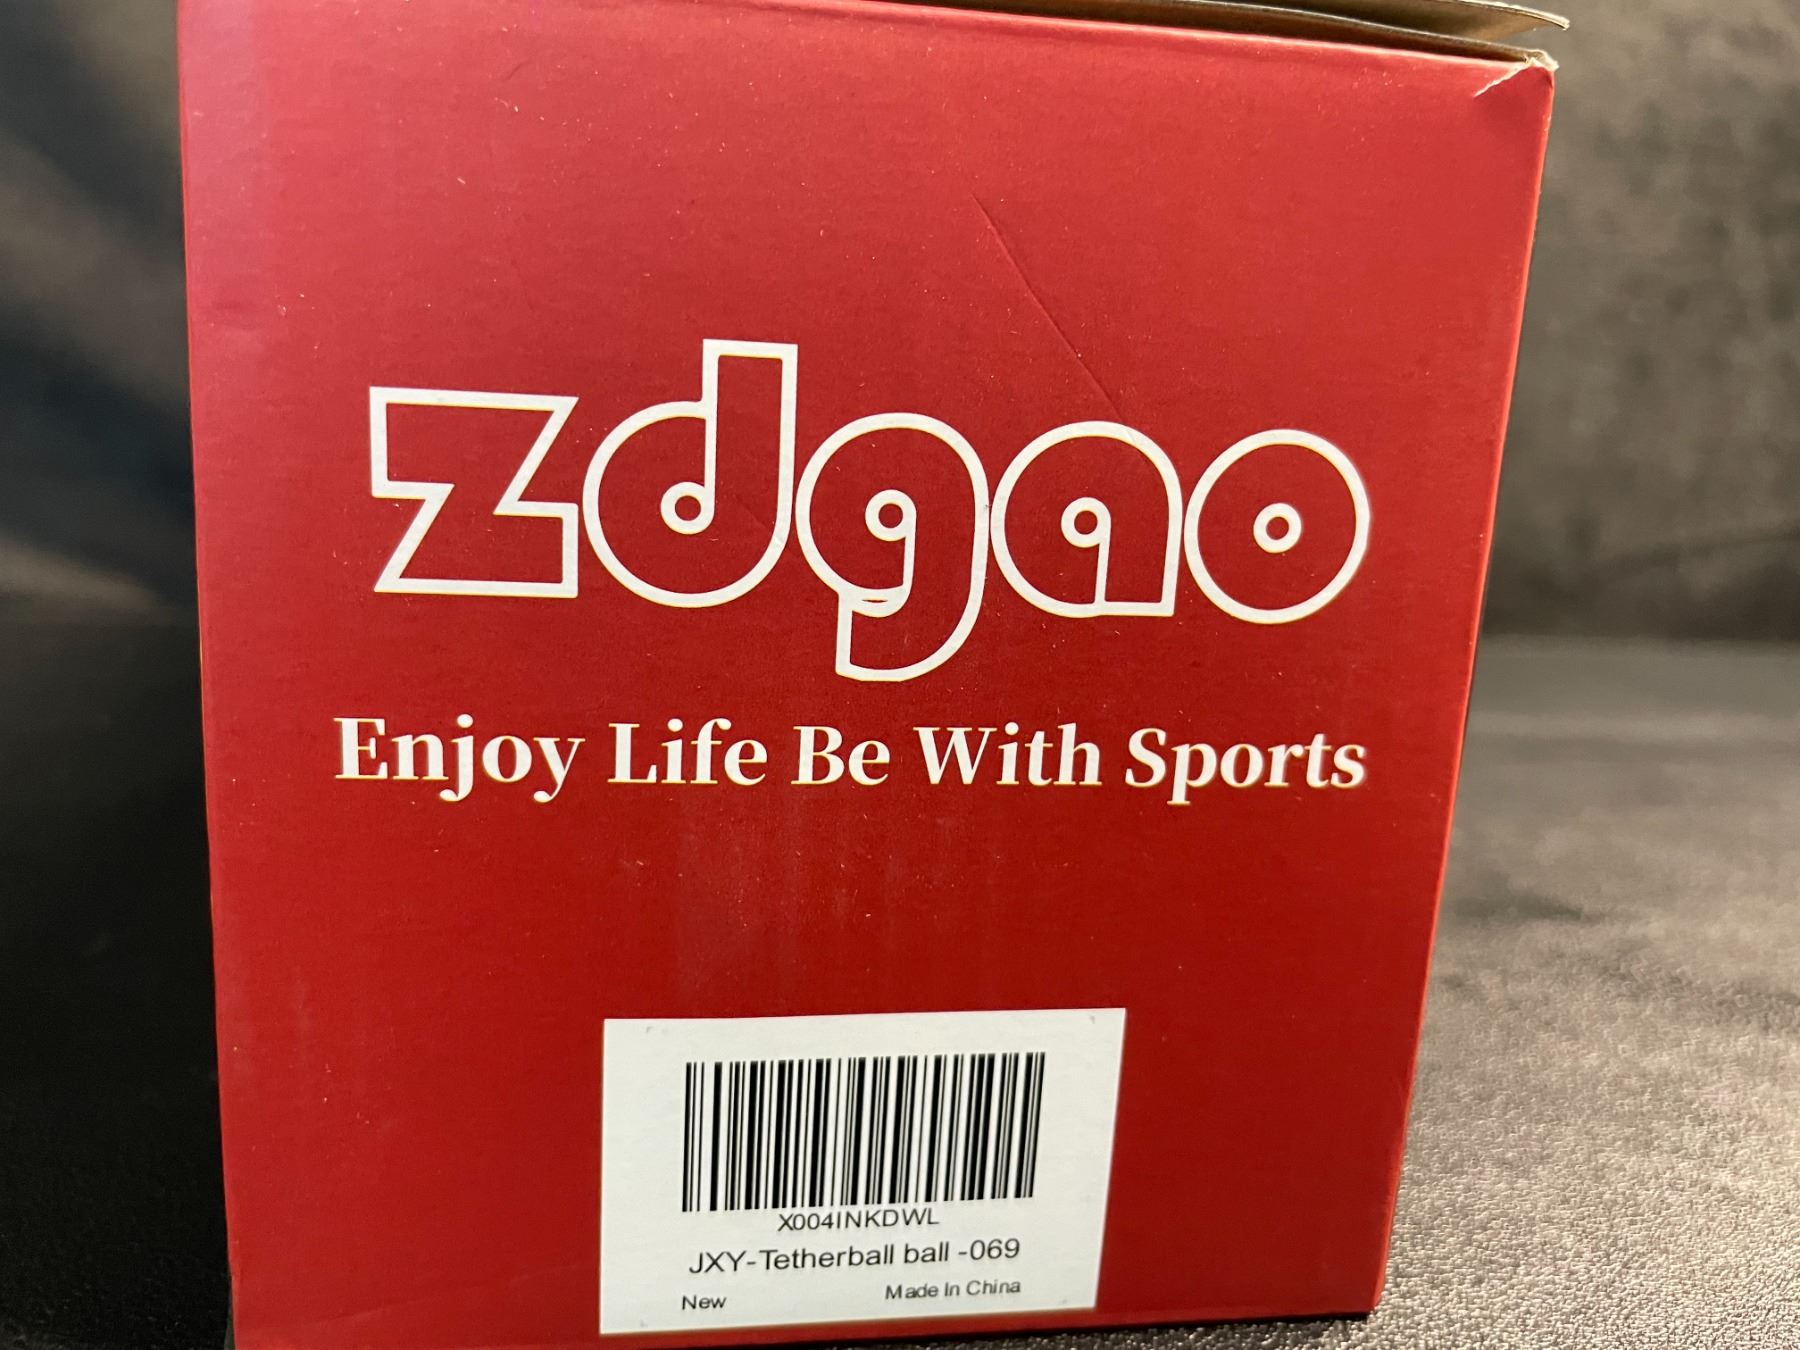 zdgao
Enjoy Life Be With Sports
X004INKDWL
JXY-Tetherball ball -069
New
Made In China